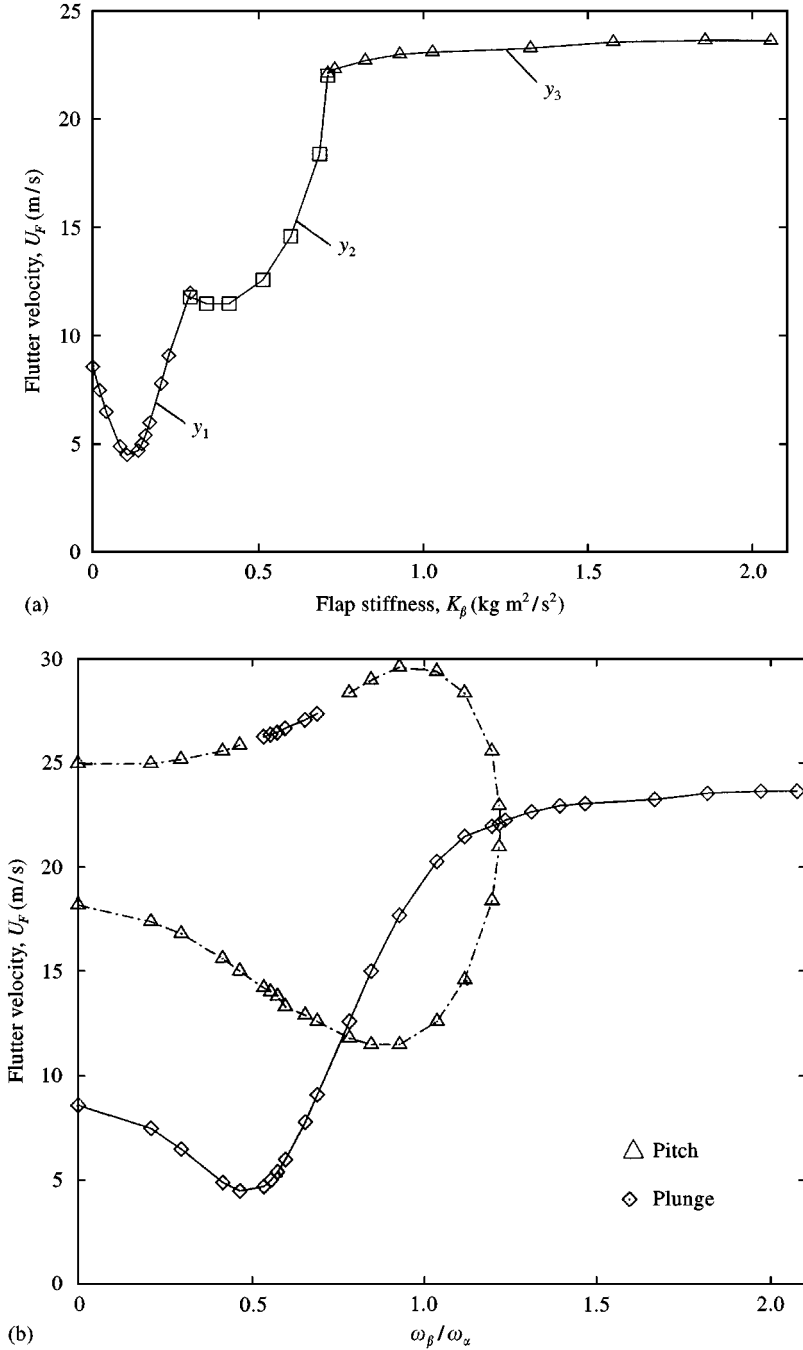 25
20
15
10
5
0
Flutter velocity, U_F (m/s)
y_3
y_2
y_1
0 0.5 1.0 1.5 2.0
(a) Flap stiffness, K_β (kg m²/s²)
30
25
20
15
10
5
0
Flutter velocity, U_F (m/s)
Pitch
Plunge
0 0.5 1.0 1.5 2.0
(b) ω_β/ω_α